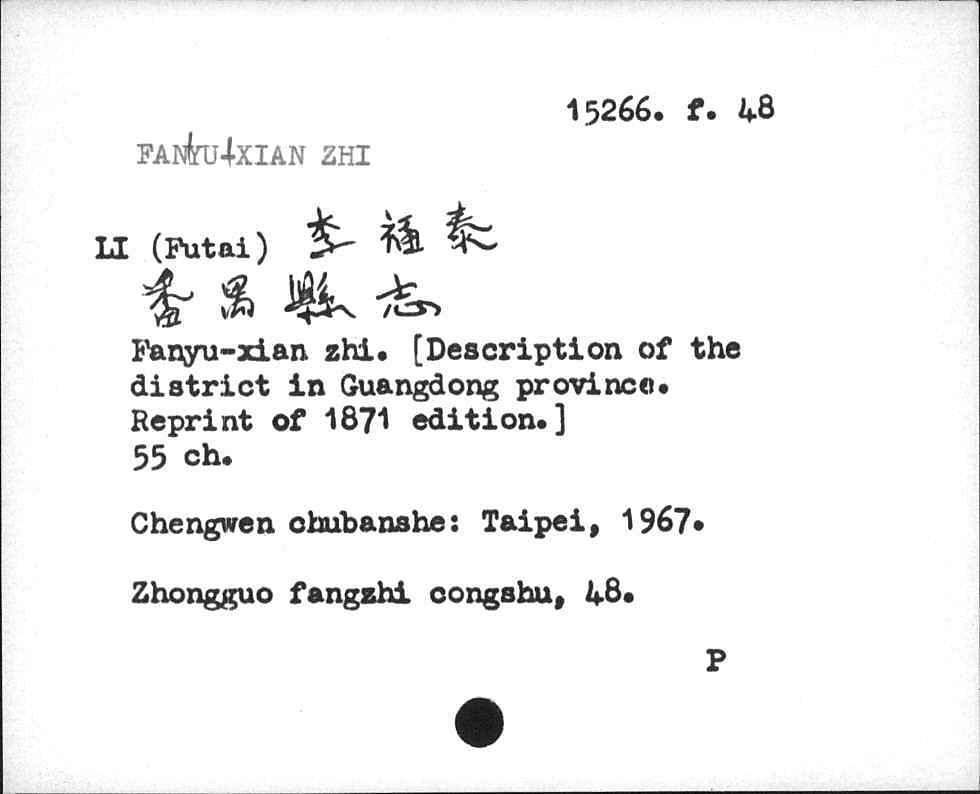 15266. f. 48
FANYU-XIAN ZHI
LI (Futai) 李福泰
番禺縣志
Fanyu-xian zhi. [Description of the
district in Guangdong province.
Reprint of 1871 edition.]
55 ch.
Chengwen chubanshe: Taipei, 1967.
Zhongguo fangzhi congshu, 48.
P